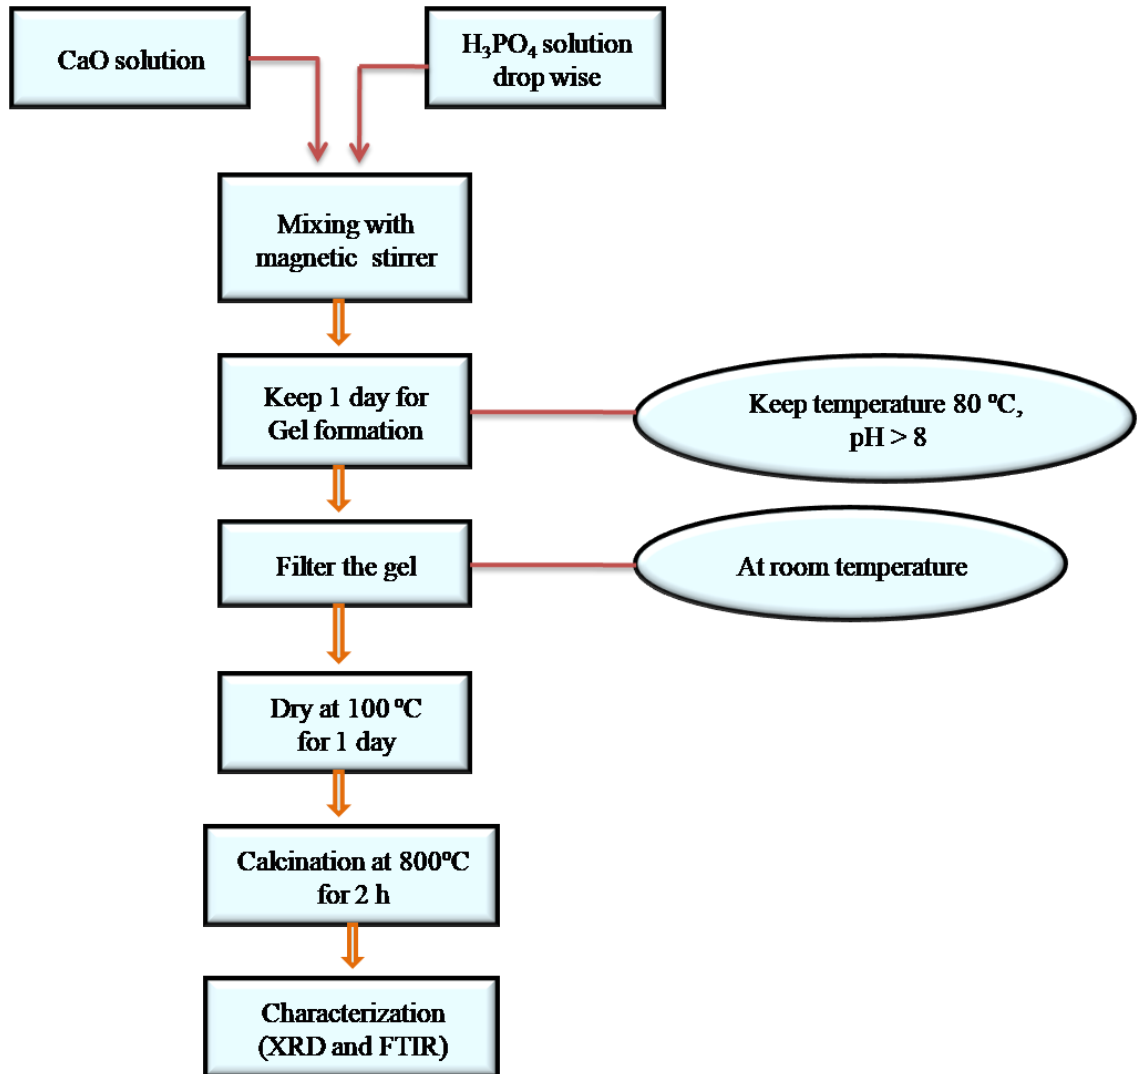 CaO solution
H₃PO₄ solution
drop wise
Mixing with
magnetic stirrer
Keep 1 day for
Gel formation
Keep temperature 80 ºC,
pH > 8
Filter the gel
At room temperature
Dry at 100 ºC
for 1 day
Calcination at 800ºC
for 2 h
Characterization
(XRD and FTIR)